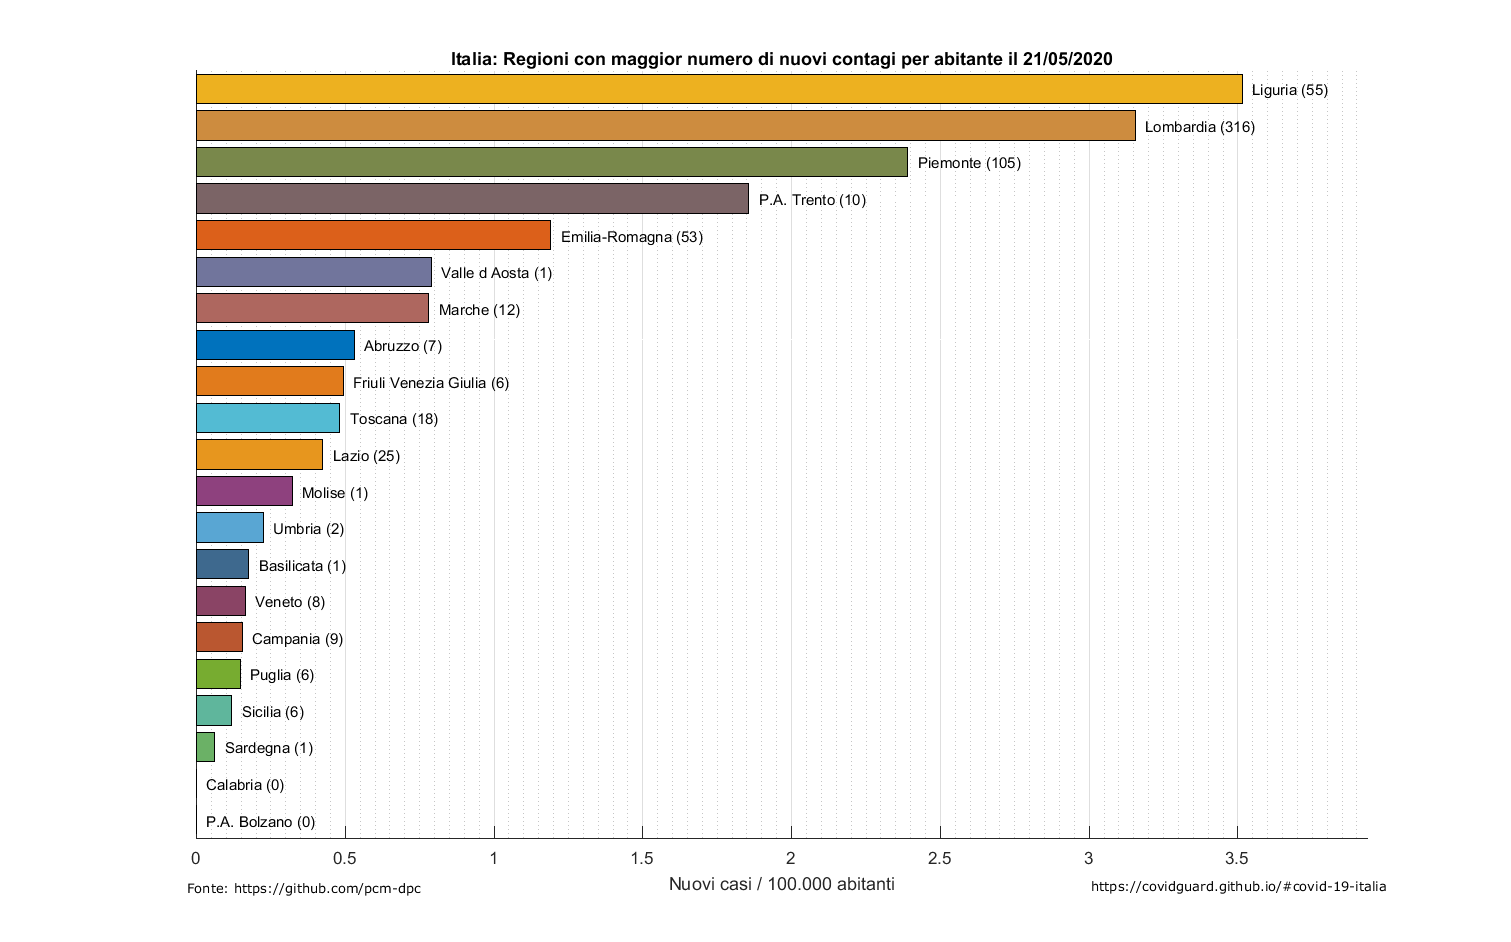 Italia: Regioni con maggior numero di nuovi contagi per abitante il 21/05/2020
Liguria (55)
Lombardia (316)
Piemonte (105)
P.A. Trento (10)
Emilia-Romagna (53)
Valle d Aosta (1)
Marche (12)
Abruzzo (7)
Friuli Venezia Giulia (6)
Toscana (18)
Lazio (25)
Molise (1)
Umbria (2)
Basilicata (1)
Veneto (8)
Campania (9)
Puglia (6)
Sicilia (6)
Sardegna (1)
Calabria (0)
P.A. Bolzano (0)
0 0.5 1 1.5 2 2.5 3 3.5
Nuovi casi / 100.000 abitanti
Fonte: https://github.com/pcm-dpc
https://covidguard.github.io/#covid-19-italia